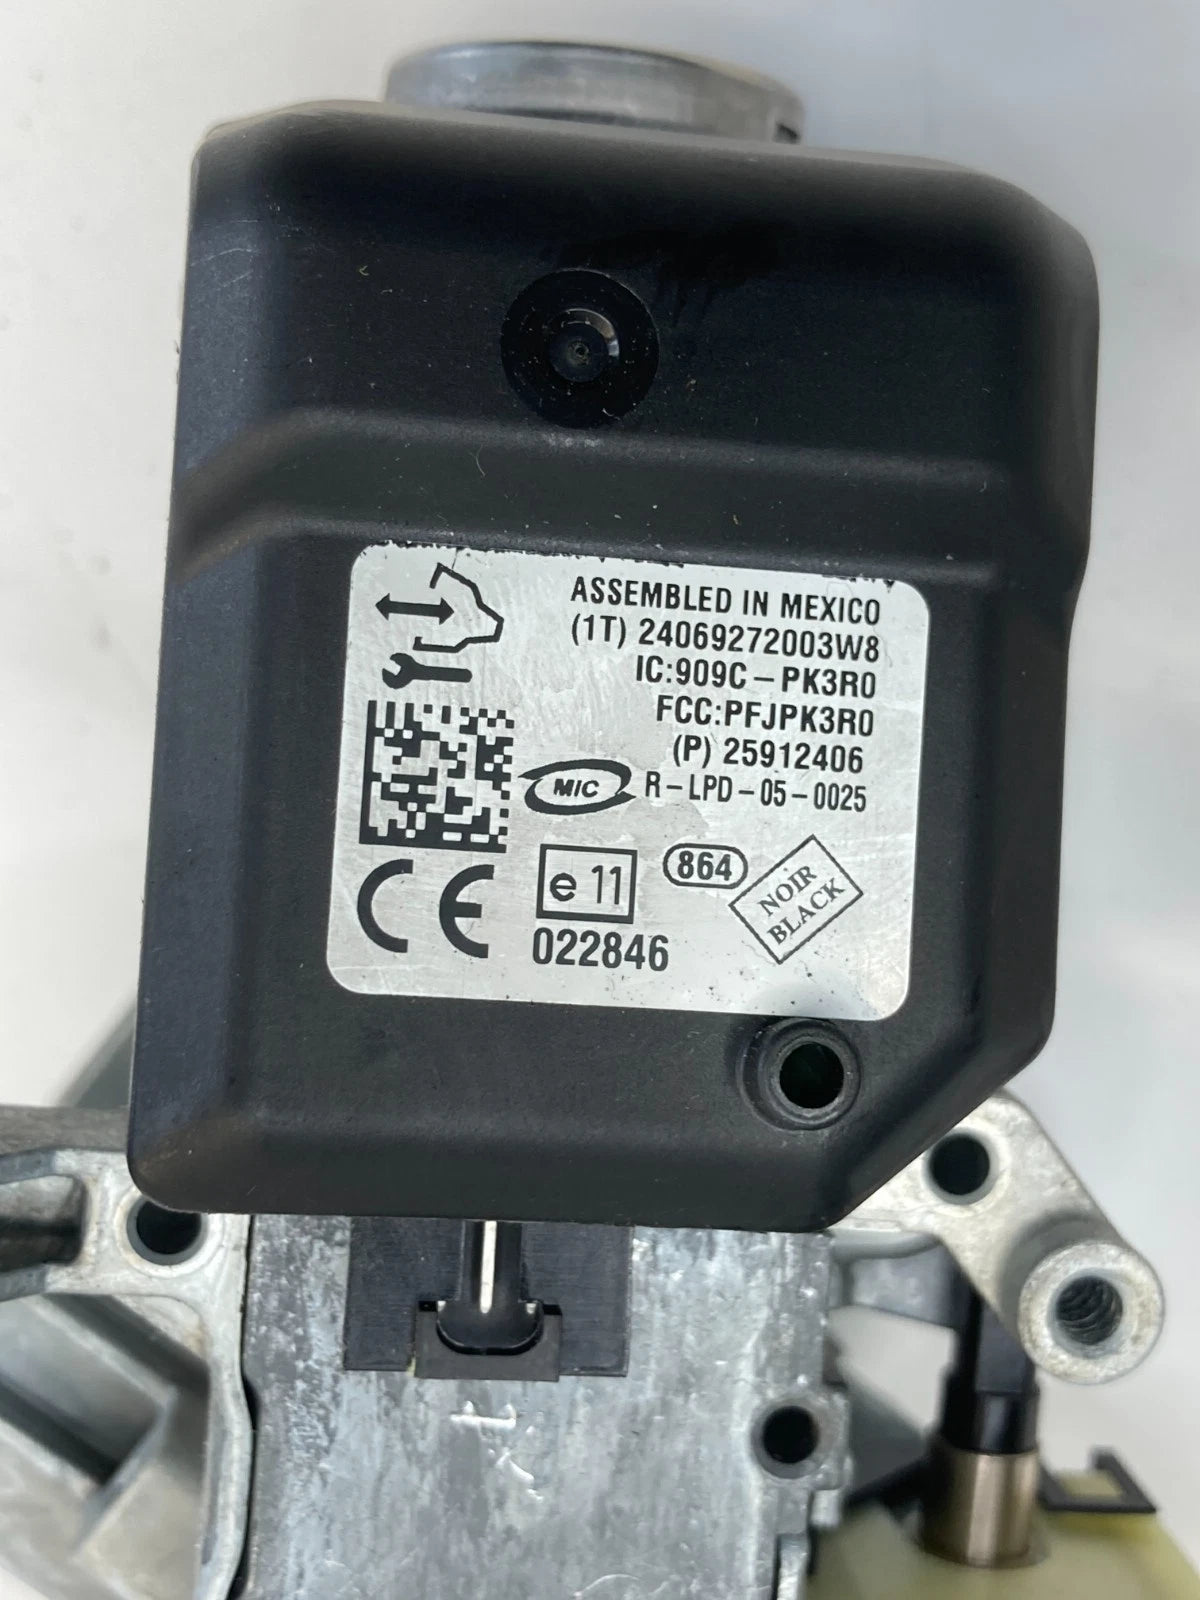 ASSEMBLED IN MEXICO
(1T) 24069272003W8
IC:909C-PK3R0
FCC:PFJPK3R0
(P) 25912406
MIC R-LPD-05-0025
CE e 11 864 NOIR
BLACK
022846